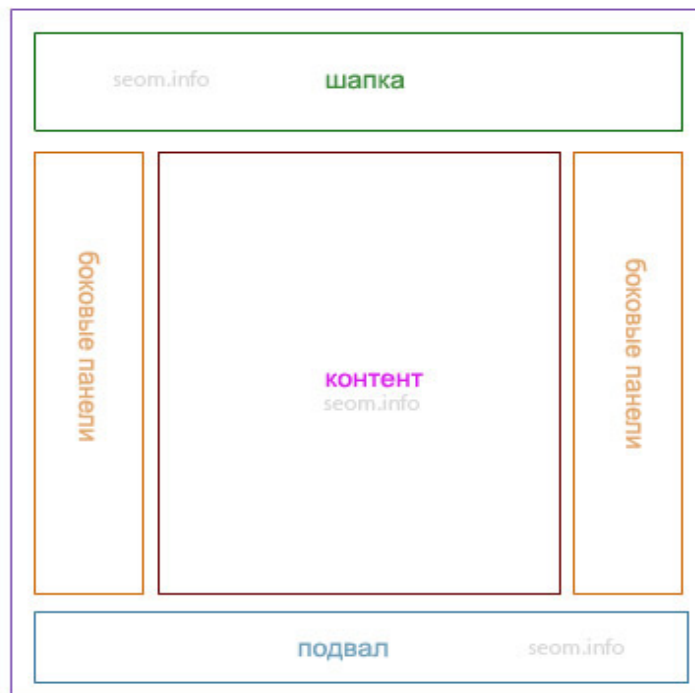 seom.info
шапка
боковые панели
контент
seom.info
боковые панели
подвал
seom.info